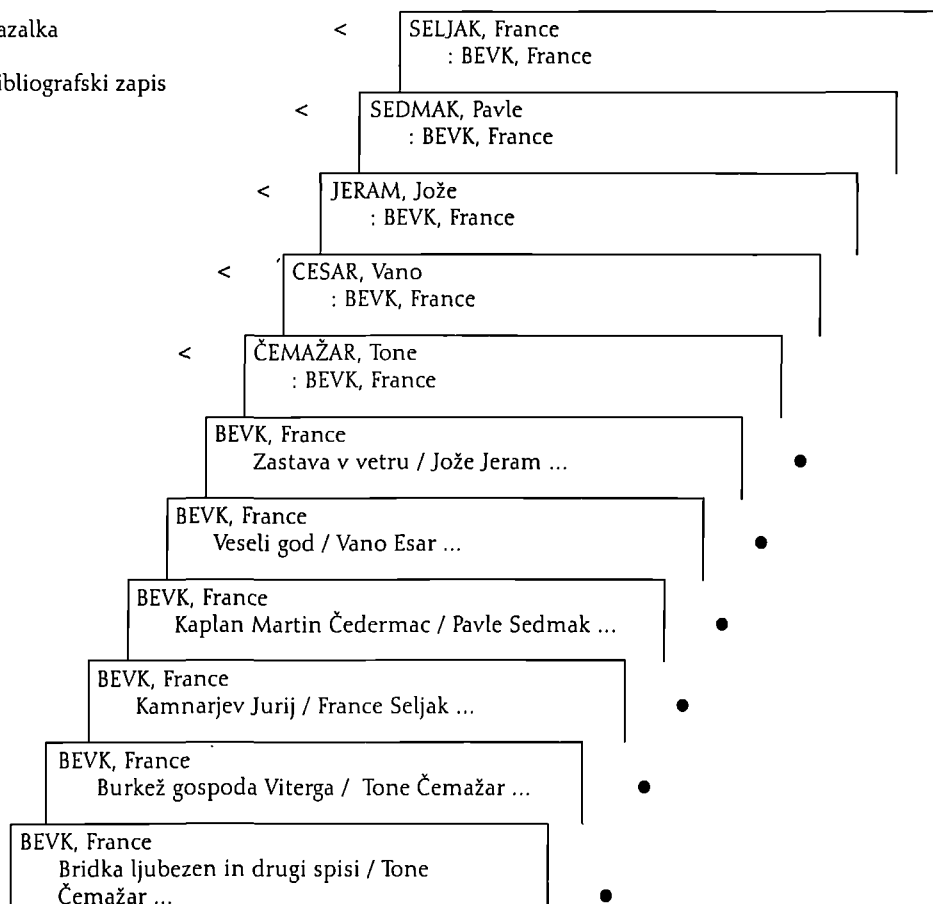 azalka
< SELJAK, France
: BEVK, France
ibliografski zapis
< SEDMAK, Pavle
: BEVK, France
< JERAM, Jože
: BEVK, France
< CESAR, Vano
: BEVK, France
< ČEMAŽAR, Tone
: BEVK, France
BEVK, France
Zastava v vetru / Jože Jeram ...
BEVK, France
Veseli god / Vano Esar ...
BEVK, France
Kaplan Martin Čedermac / Pavle Sedmak ...
BEVK, France
Kamnarjev Jurij / France Seljak ...
BEVK, France
Burkež gospoda Viterga / Tone Čemažar ...
BEVK, France
Bridka ljubezen in drugi spisi / Tone
Čemažar ...